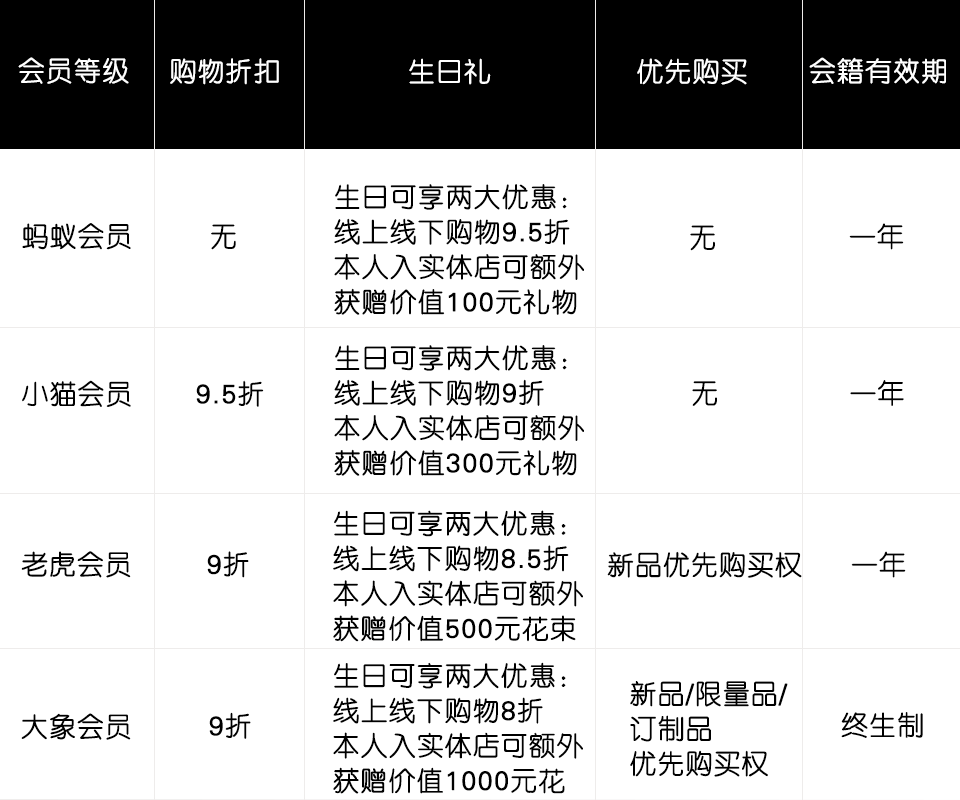 会员等级 购物折扣 生日礼 优先购买 会籍有效期
蚂蚁会员 无 生日可享两大优惠： 无 一年
线上线下购物9.5折
本人入实体店可额外
获赠价值100元礼物
小猫会员 9.5折 生日可享两大优惠： 无 一年
线上线下购物9折
本人入实体店可额外
获赠价值300元礼物
老虎会员 9折 生日可享两大优惠： 新品优先购买权 一年
线上线下购物8.5折
本人入实体店可额外
获赠价值500元花束
大象会员 9折 生日可享两大优惠： 新品/限量品/ 终生制
线上线下购物8折 订制品
本人入实体店可额外 优先购买权
获赠价值1000元花